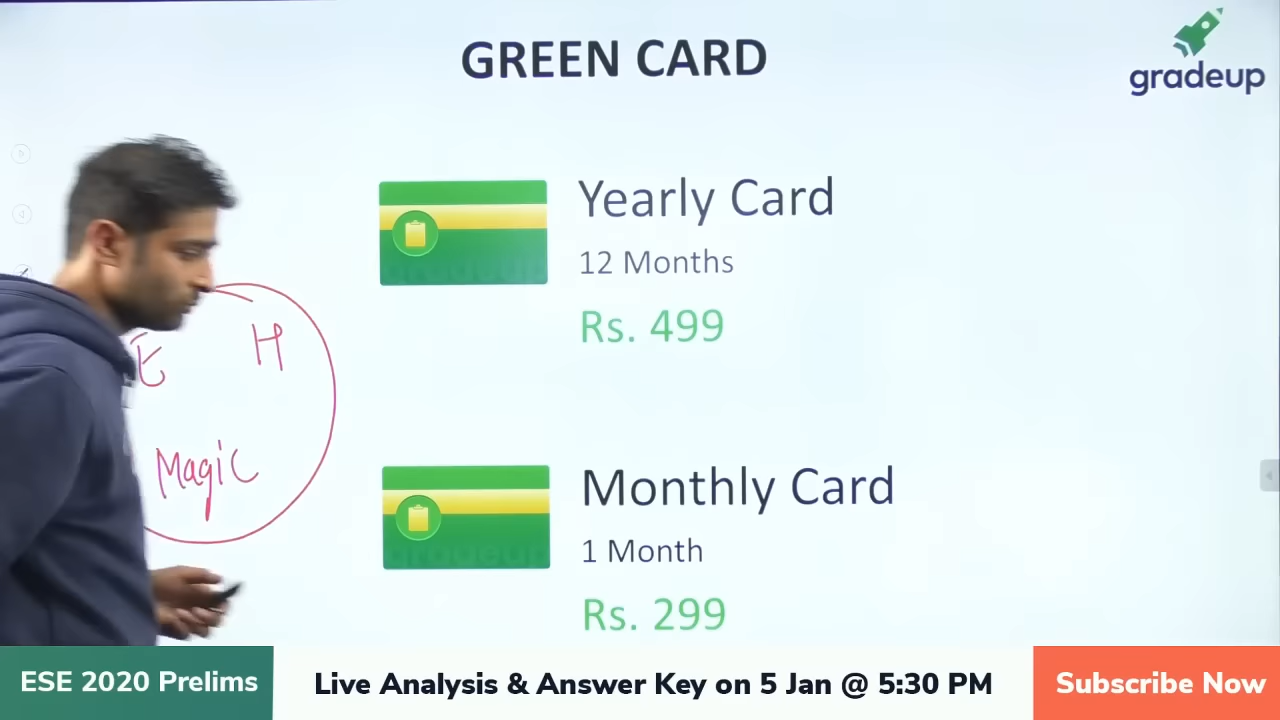 GREEN CARD
gradeup
Yearly Card
12 Months
Rs. 499
E H
Magic
Monthly Card
1 Month
Rs. 299
ESE 2020 Prelims
Live Analysis & Answer Key on 5 Jan @ 5:30 PM
Subscribe Now